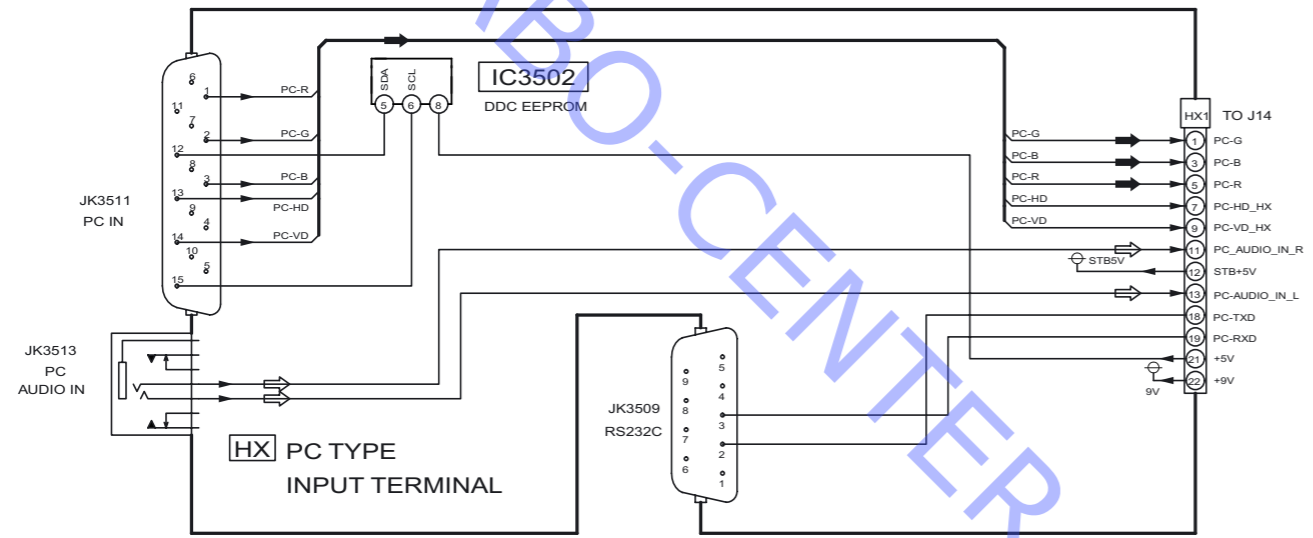 JK3511
PC IN
6
1
11
7
2
12
8
3
13
9
4
14
10
5
15
PC-R
PC-G
PC-B
PC-HD
PC-VD
SDA
SCL
5
6
8
IC3502
DDC EEPROM
HX1
TO J14
PC-G
PC-B
PC-R
PC-HD
PC-VD
STB5V
9V
1 PC-G
3 PC-B
5 PC-R
7 PC-HD_HX
9 PC-VD_HX
11 PC_AUDIO_IN_R
12 STB+5V
13 PC-AUDIO_IN_L
18 PC-TXD
19 PC-RXD
21 +5V
22 +9V
JK3513
PC
AUDIO IN
HX PC TYPE
INPUT TERMINAL
JK3509
RS232C
5
9
4
8
3
7
2
6
1
BO-CENTER